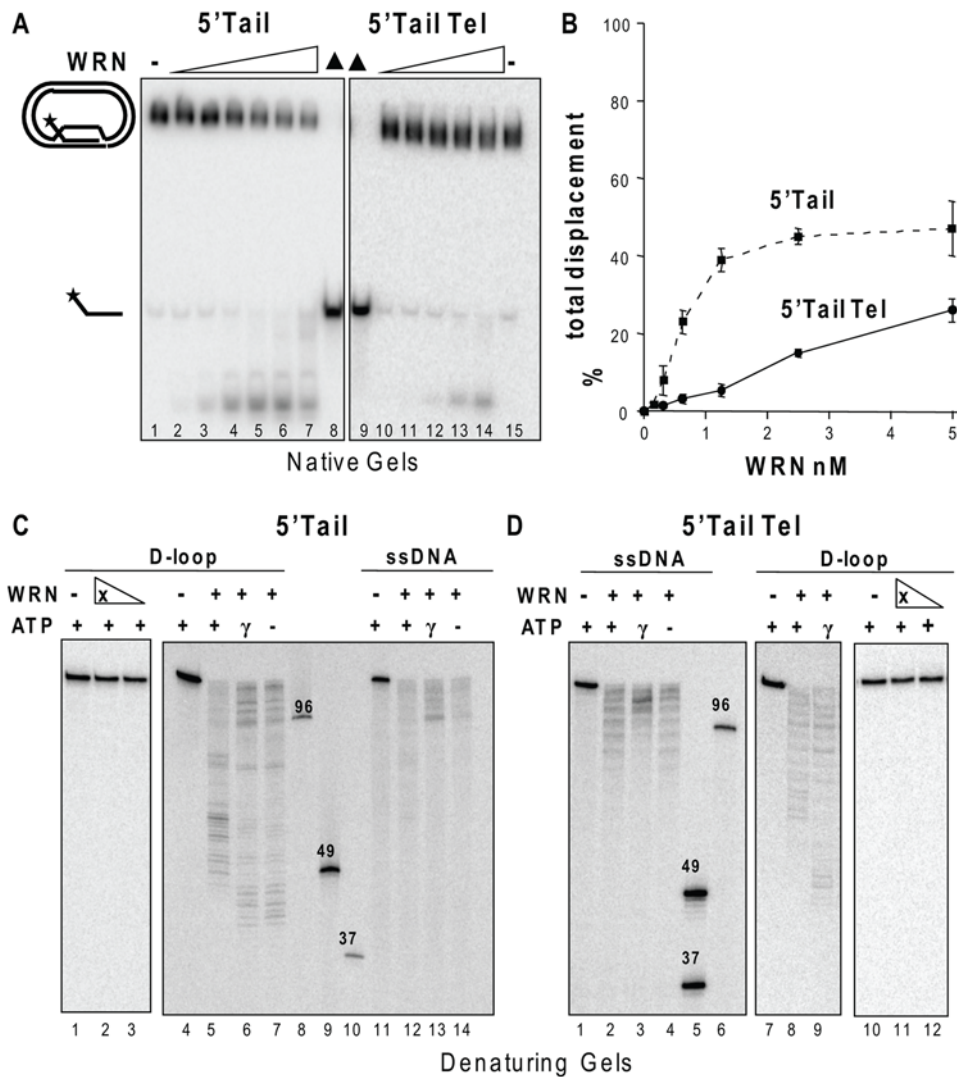 A 5'Tail 5'Tail Tel B
WRN - ▲ ▲ -
1 2 3 4 5 6 7 8 9 10 11 12 13 14 15
Native Gels
% total displacement
100
80
60
40
20
0
5'Tail
5'Tail Tel
0 1 2 3 4 5
WRN nM
C 5'Tail
D-loop ssDNA
WRN - x + + + - + + +
ATP + + + + + γ - + + γ -
96
49
37
1 2 3 4 5 6 7 8 9 10 11 12 13 14
D 5'Tail Tel
ssDNA D-loop
WRN - + + + - + + - x
ATP + + γ - + + γ + + +
96
49
37
1 2 3 4 5 6 7 8 9 10 11 12
Denaturing Gels